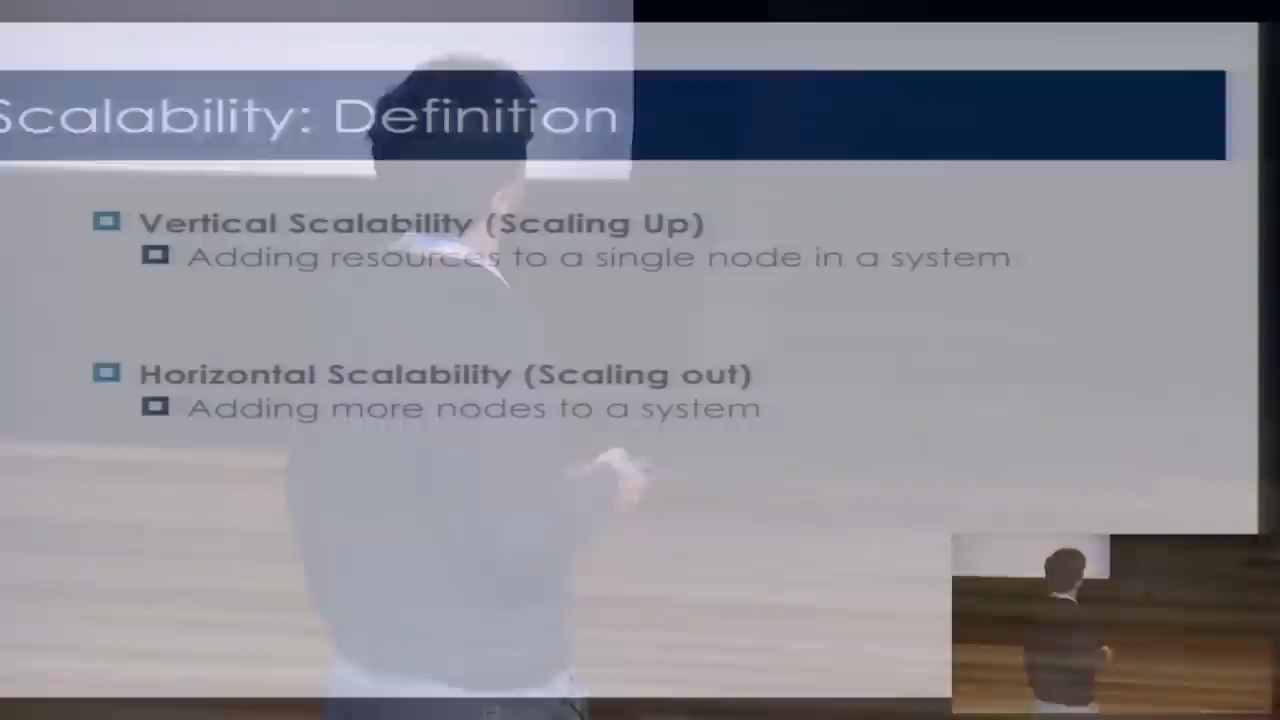 Scalability: Definition
Vertical Scalability (Scaling Up)
Adding resources to a single node in a system
Horizontal Scalability (Scaling out)
Adding more nodes to a system